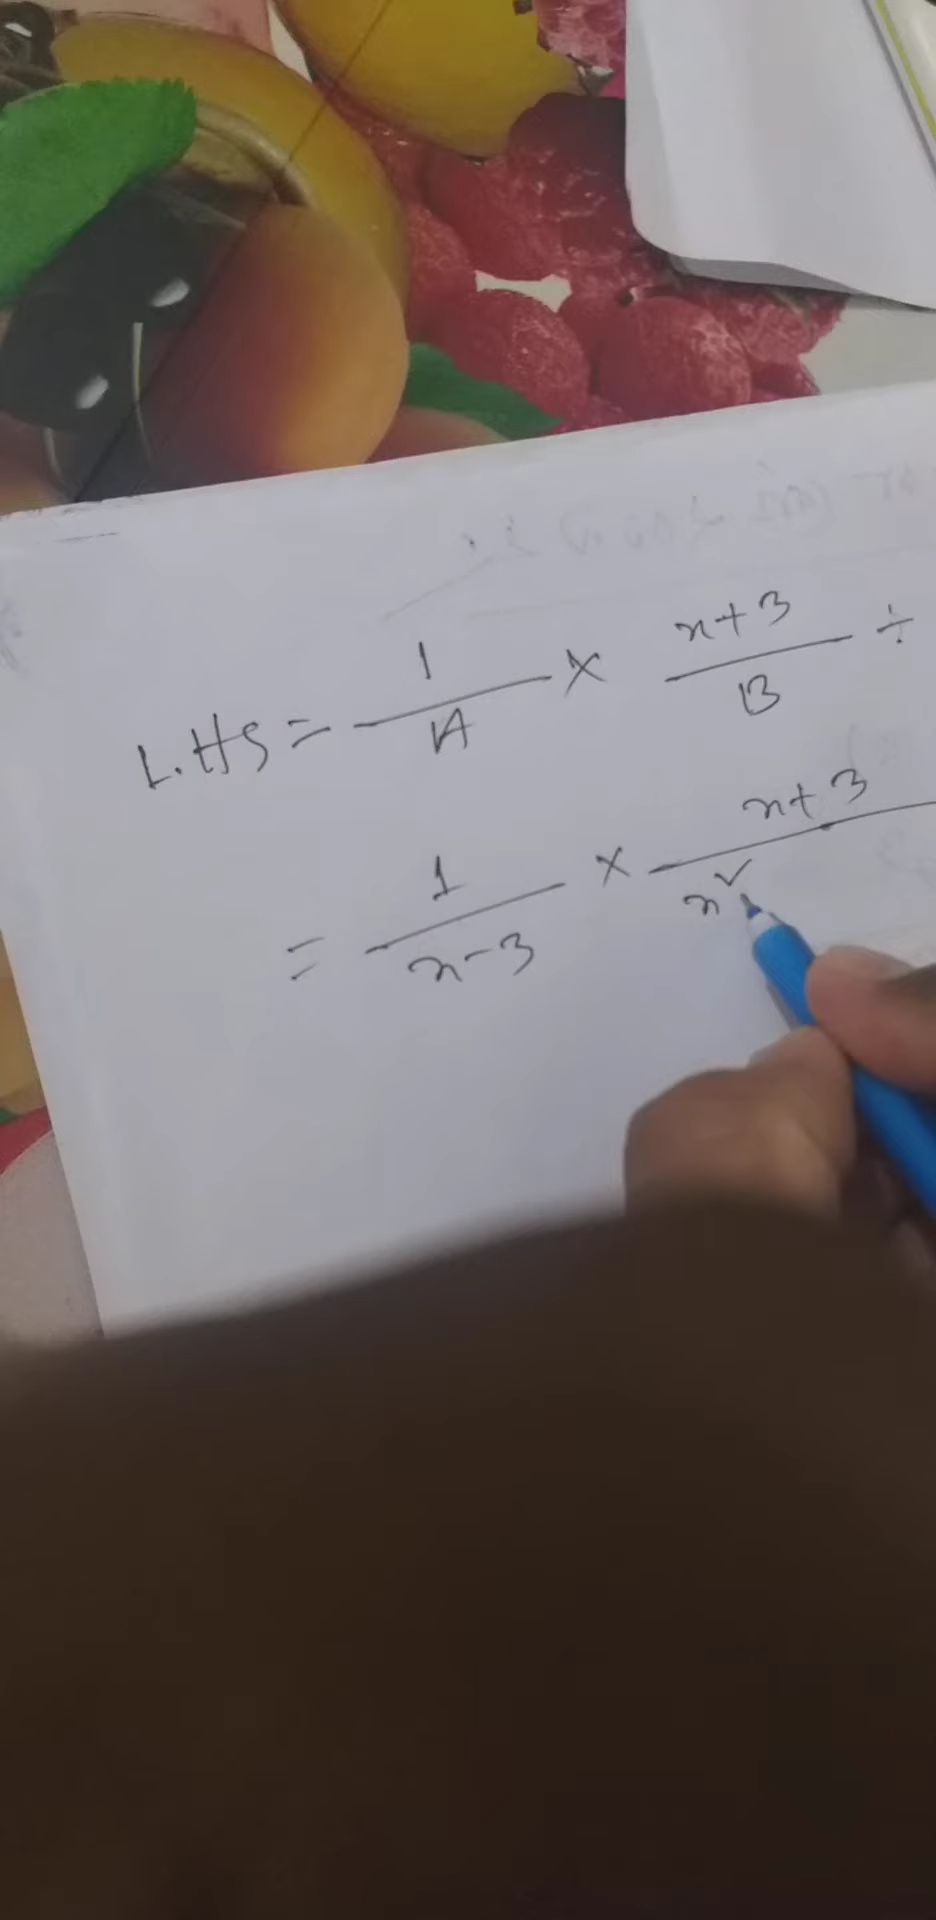 L.HS = 1/A × x+3/B ÷
= 1/x-3 × x+3/x²